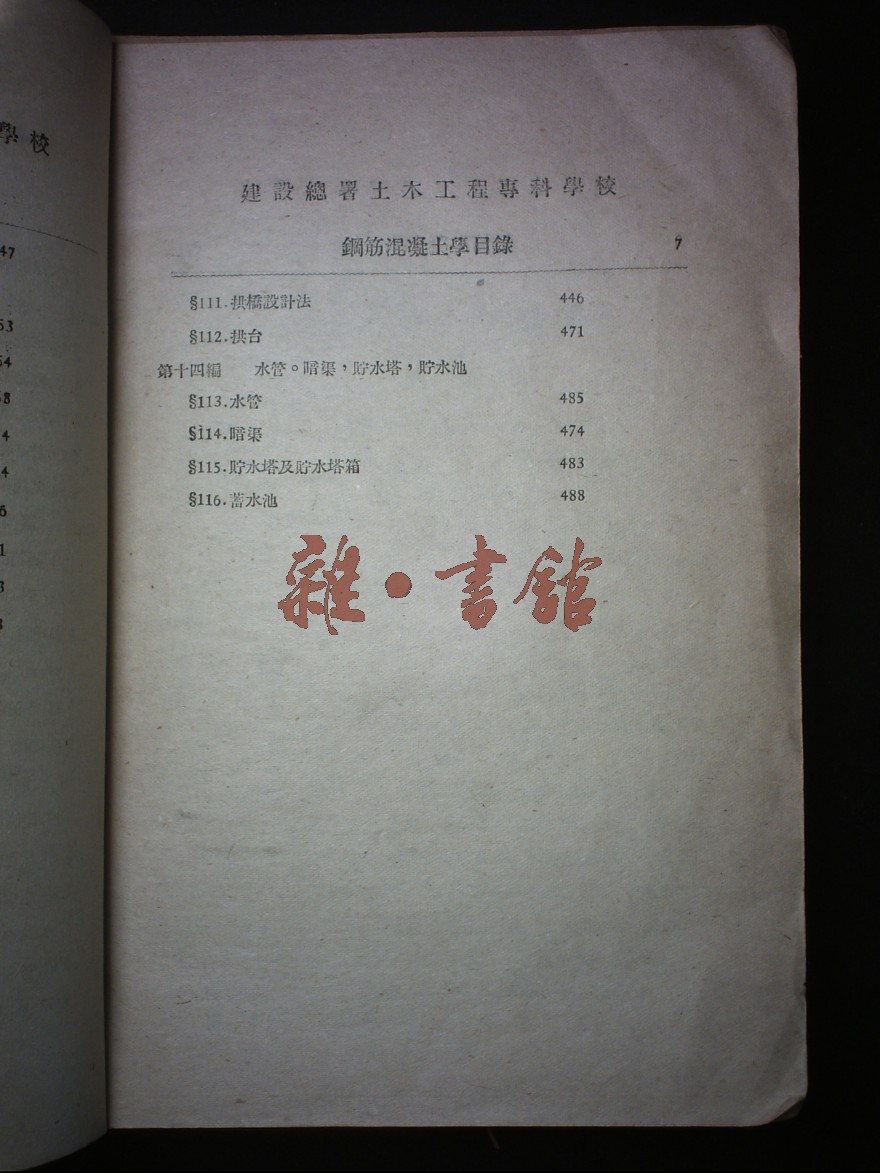 學校
47
53
54
8
4
4
6
1
3
建設總署土木工程專科學校
鋼筋混凝土學目錄 7
§111.拱橋設計法 446
§112.拱台 471
第十四編 水管。暗渠,貯水塔,貯水池
§113.水管 485
§114.暗渠 474
§115.貯水塔及貯水塔箱 483
§116.蓄水池 488
雜·書館